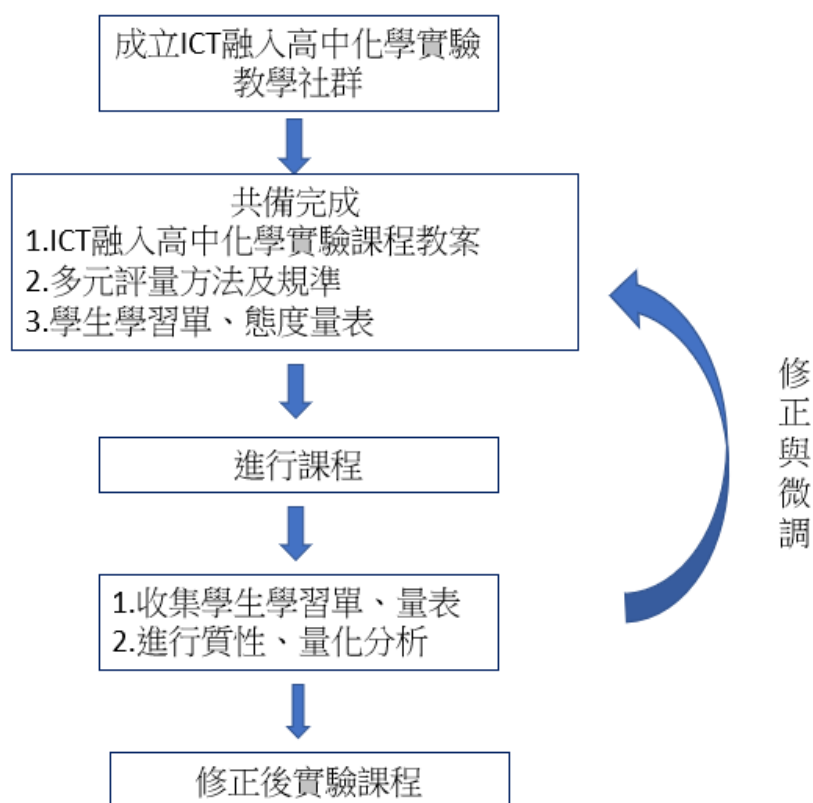 成立ICT融入高中化學實驗
教學社群
共備完成
1.ICT融入高中化學實驗課程教案
2.多元評量方法及規準
3.學生學習單、態度量表
進行課程
1.收集學生學習單、量表
2.進行質性、量化分析
修正後實驗課程
修正與微調